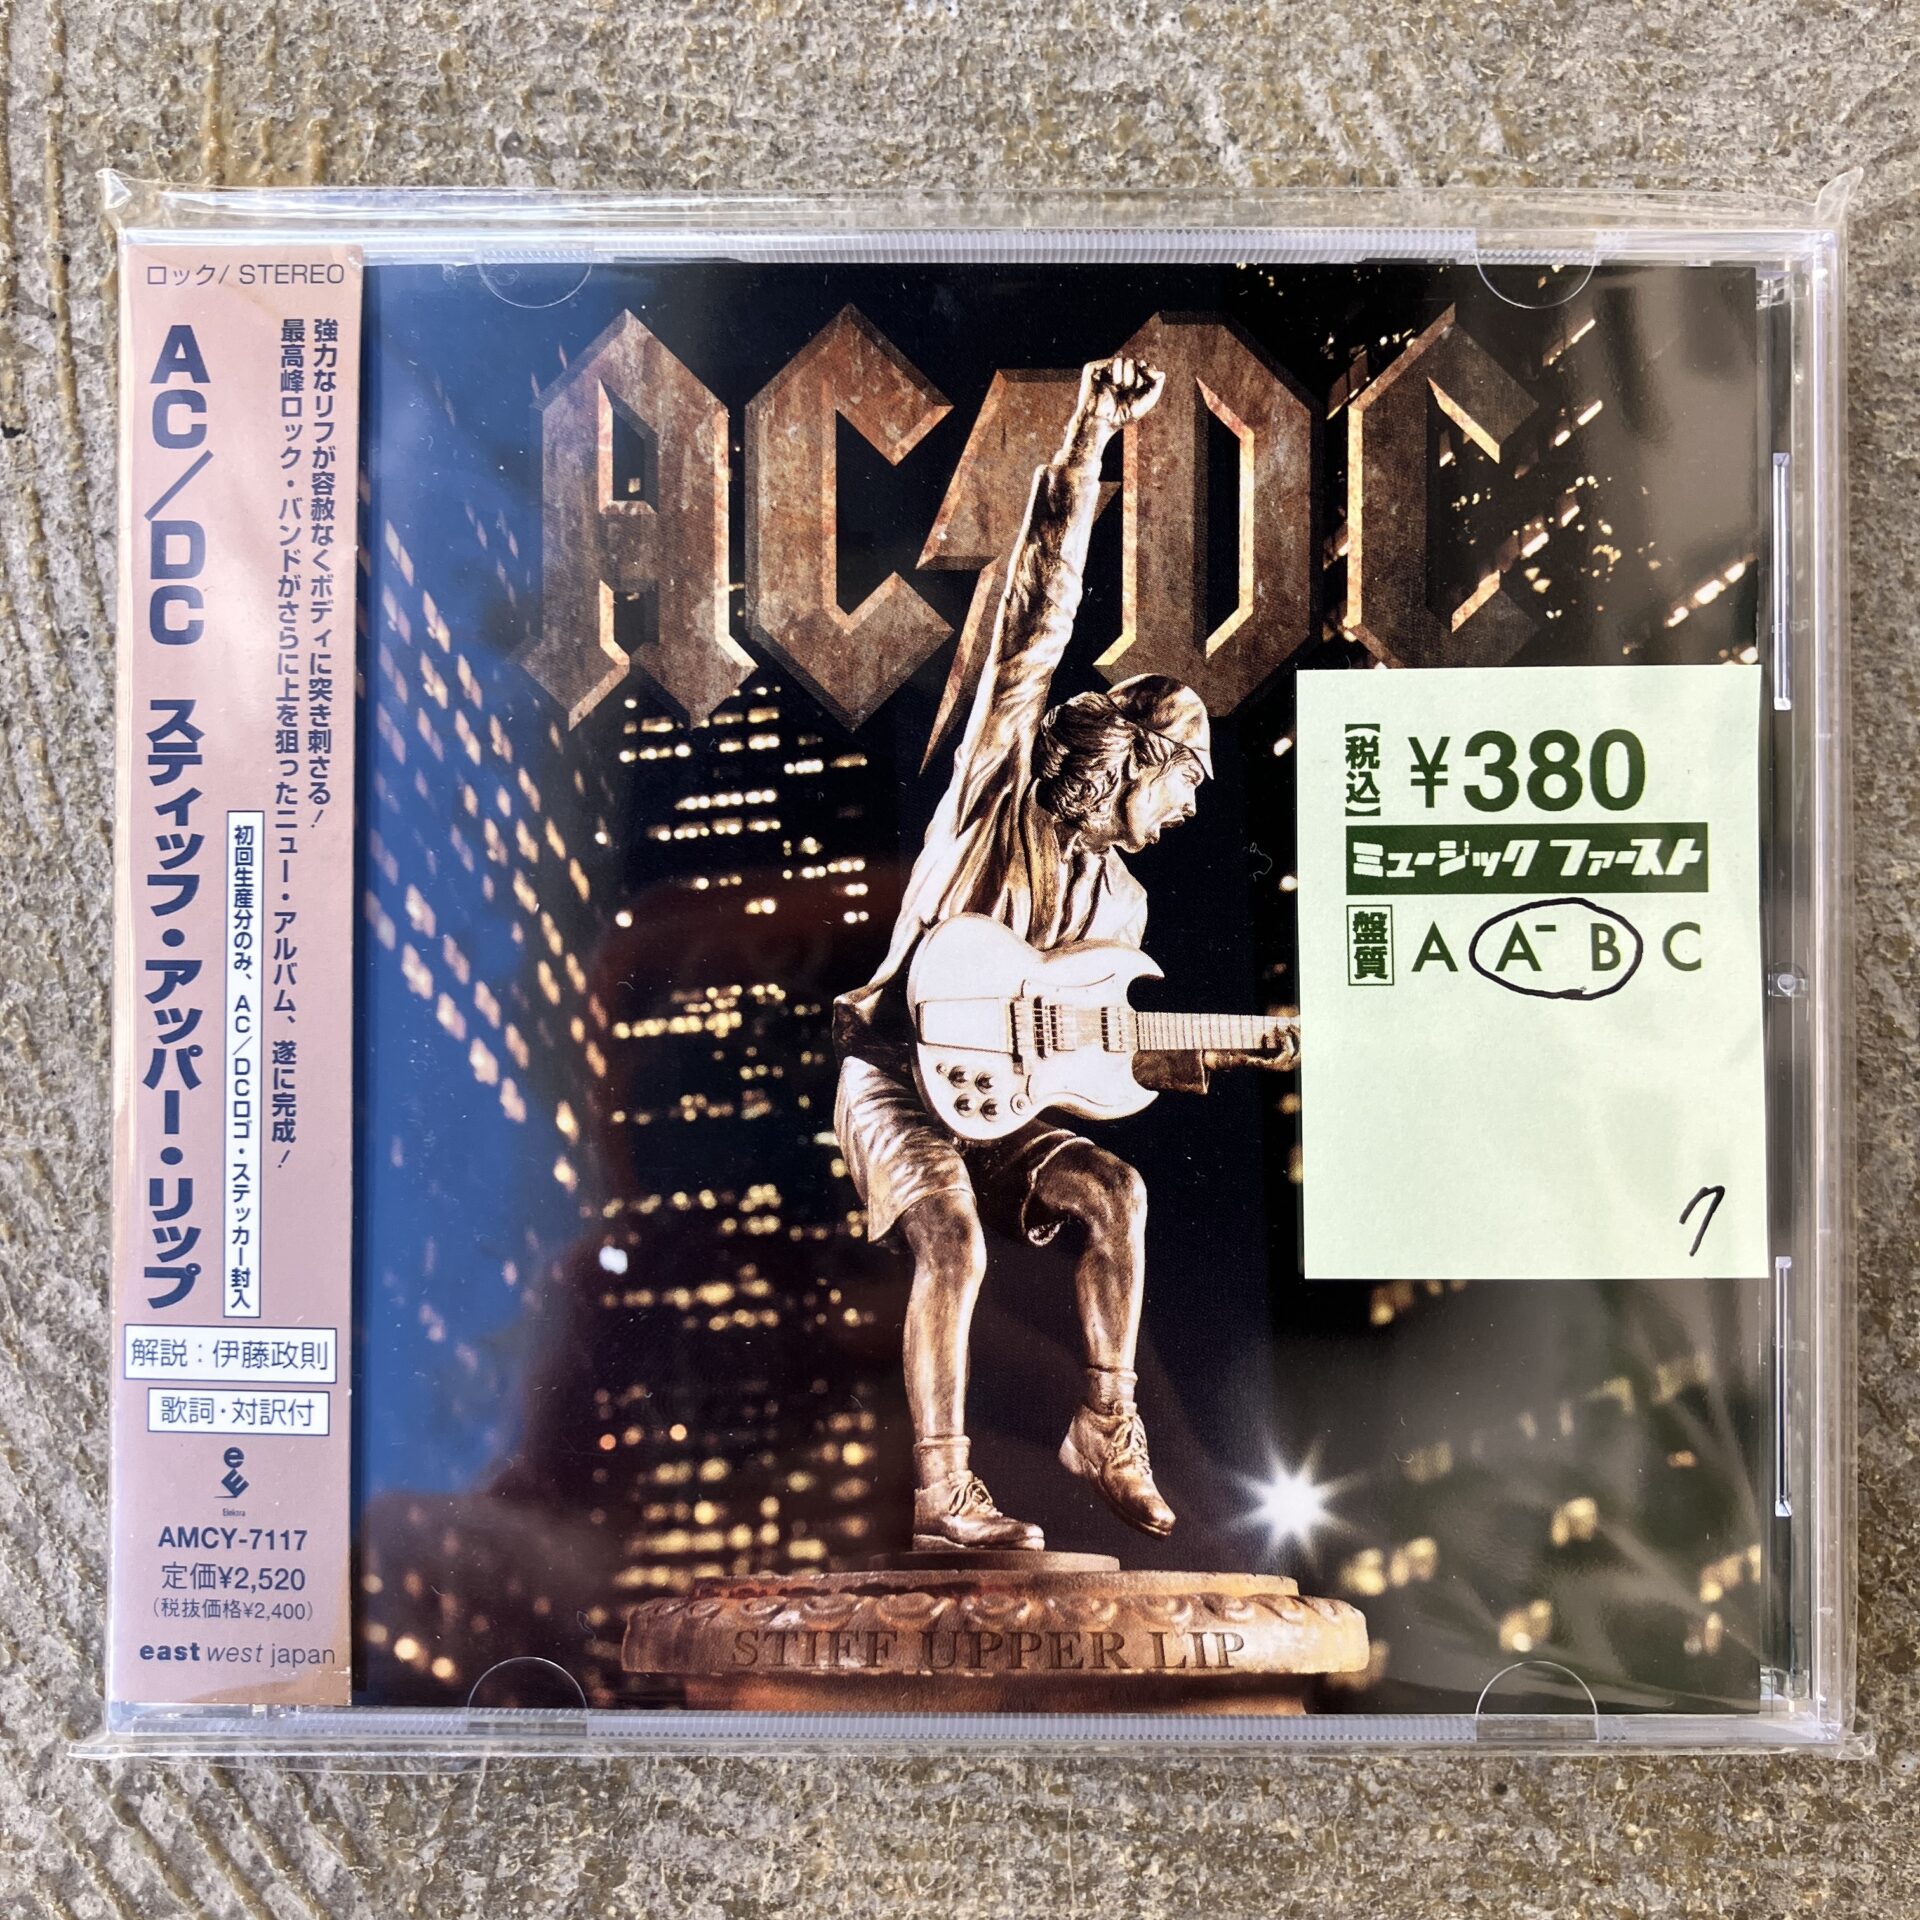 ロック/ STEREO
強力なリフが容赦なくボディに突き刺さる!
最高峰ロック・バンドがさらに上を狙ったニュー・アルバム、遂に完成!
AC/DC スティッフ・アッパー・リップ
初回生産分のみ、AC/DCロゴ・ステッカー封入
解説:伊藤政則
歌詞・対訳付
Elektra
AMCY-7117
定価¥2,520
(税抜価格¥2,400)
east west japan
AC DC
STIFF UPPER LIP
【税込】 ¥380
ミュージック ファースト
盤質 A A⁻ B C